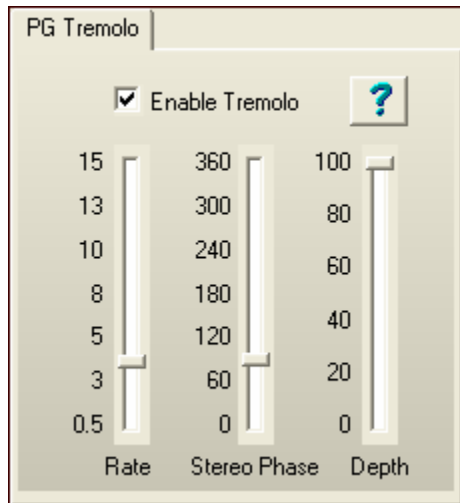 PG Tremolo
Enable Tremolo ?
15 360 100
13 300 80
10 240 60
8 180 40
5 120 20
3 60 0
0.5 0
Rate Stereo Phase Depth